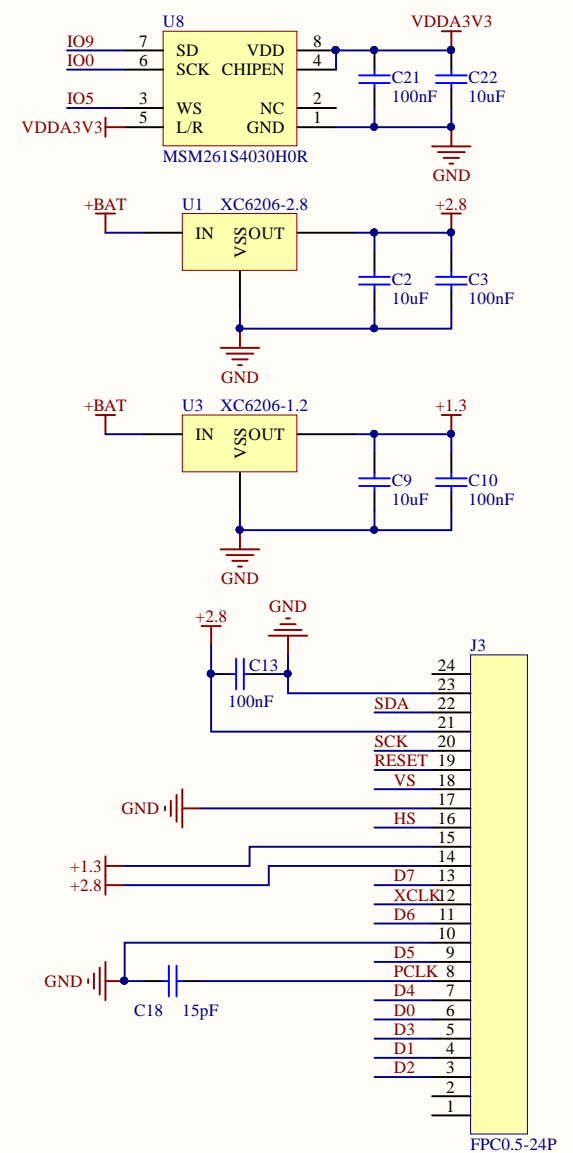 U8
VDDA3V3
IO9 7 SD VDD 8
IO0 6 SCK CHIPEN 4
C21 C22
100nF 10uF
IO5 3 WS NC 2
VDDA3V3 5 L/R GND 1
MSM261S4030H0R
GND
+BAT U1 XC6206-2.8 +2.8
IN VSS OUT
C2 C3
10uF 100nF
GND
+BAT U3 XC6206-1.2 +1.3
IN VSS OUT
C9 C10
10uF 100nF
GND
GND
+2.8
J3
C13 24
23
100nF SDA 22
21
SCK 20
RESET 19
VS 18
17
GND
HS 16
15
14
+1.3
D7 13
+2.8
XCLK 12
D6 11
10
D5 9
PCLK 8
GND
D4 7
C18 15pF D0 6
D3 5
D1 4
D2 3
2
1
FPC0.5-24P